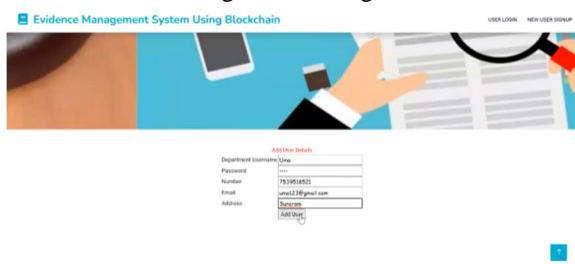 Evidence Management System Using Blockchain
USER LOGIN NEW USER SIGNUP
Add User Details
Department Username Uma
Password ••••
Number 7539518521
Email uma123@gmail.com
Address
Add User